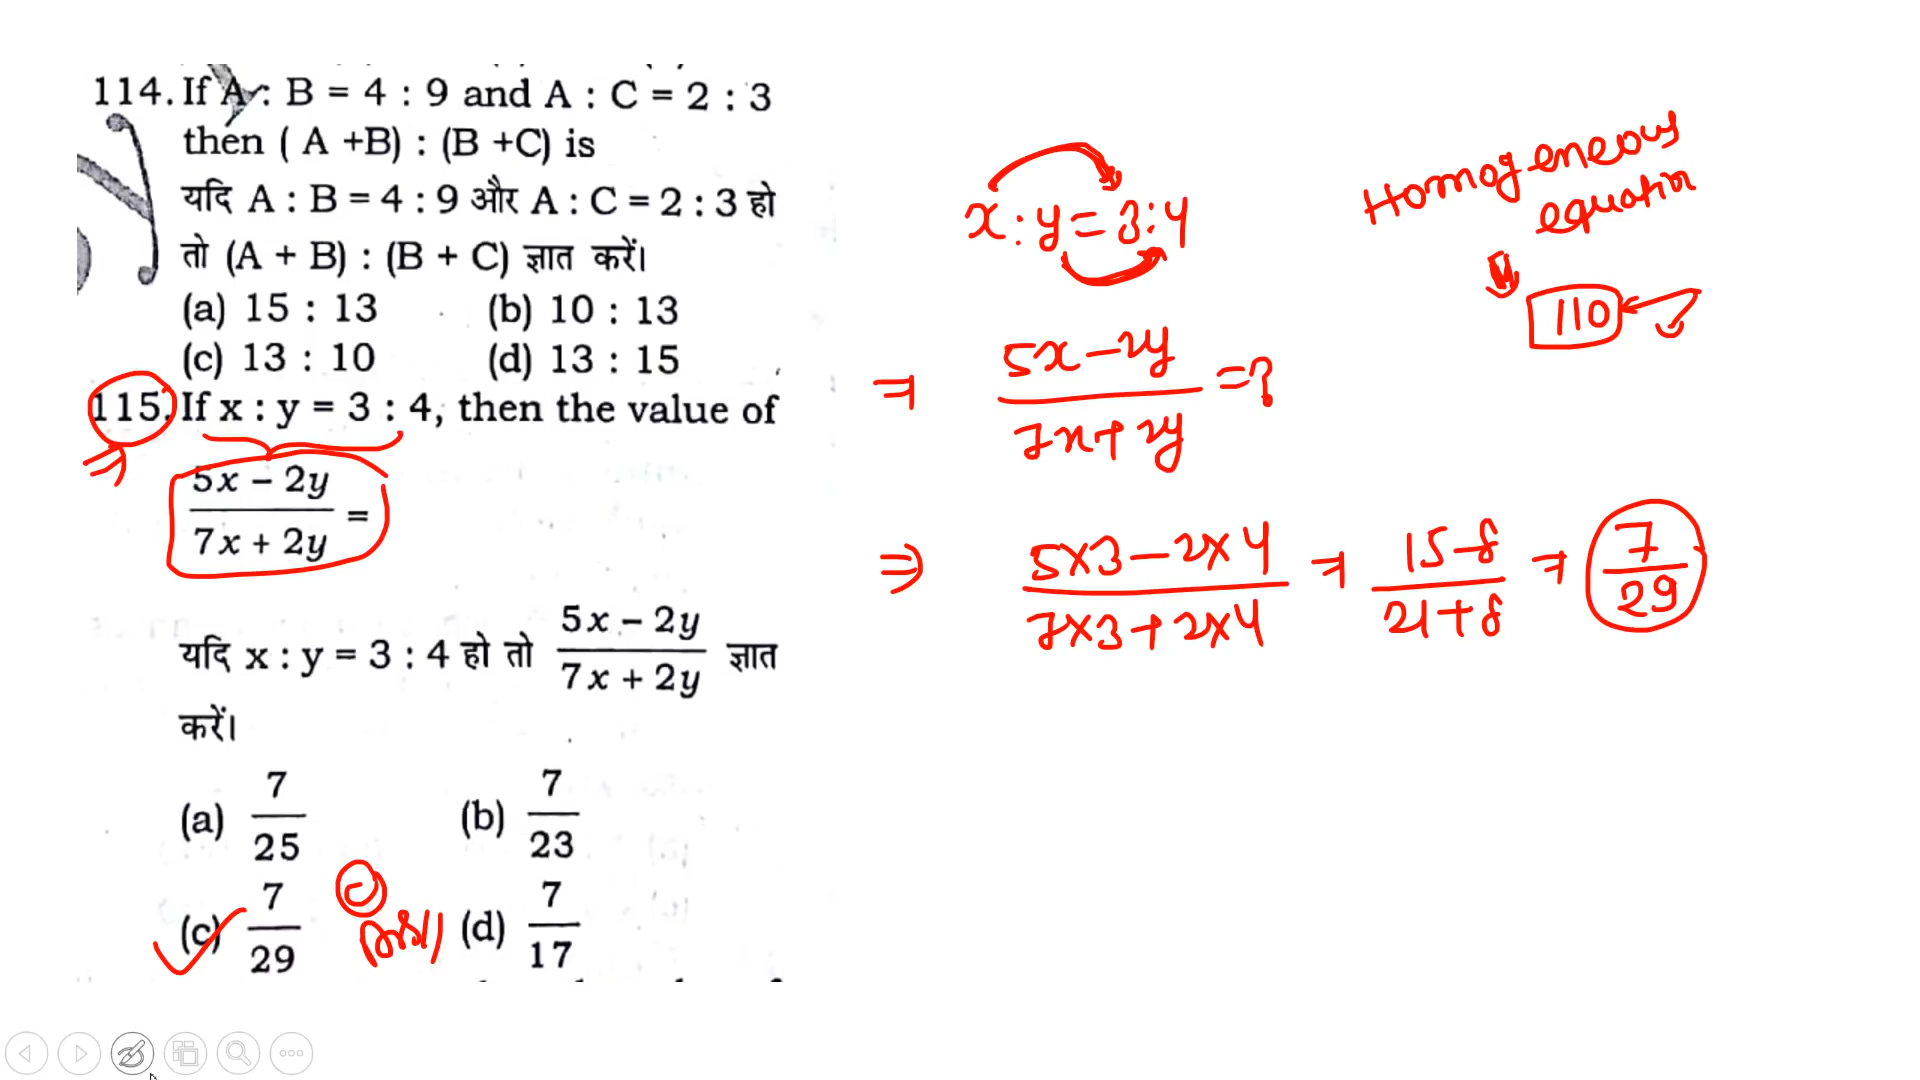 114. If A : B = 4 : 9 and A : C = 2 : 3
then ( A +B) : (B +C) is
यदि A : B = 4 : 9 और A : C = 2 : 3 हो
तो (A + B) : (B + C) ज्ञात करें।
(a) 15 : 13 (b) 10 : 13
(c) 13 : 10 (d) 13 : 15
115. If x : y = 3 : 4, then the value of
5x – 2y
7x + 2y =
यदि x : y = 3 : 4 हो तो 5x – 2y / 7x + 2y ज्ञात
करें।
(a) 7/25 (b) 7/23
(c) 7/29 (d) 7/17
c
Ans
x : y = 3 : 4
⇒ 5x – 2y / 7x + 2y = ?
⇒ 5×3 – 2×4 / 7×3 + 2×4 ⇒ 15 – 8 / 21 + 8 ⇒ 7/29
Homogeneous
equation
110